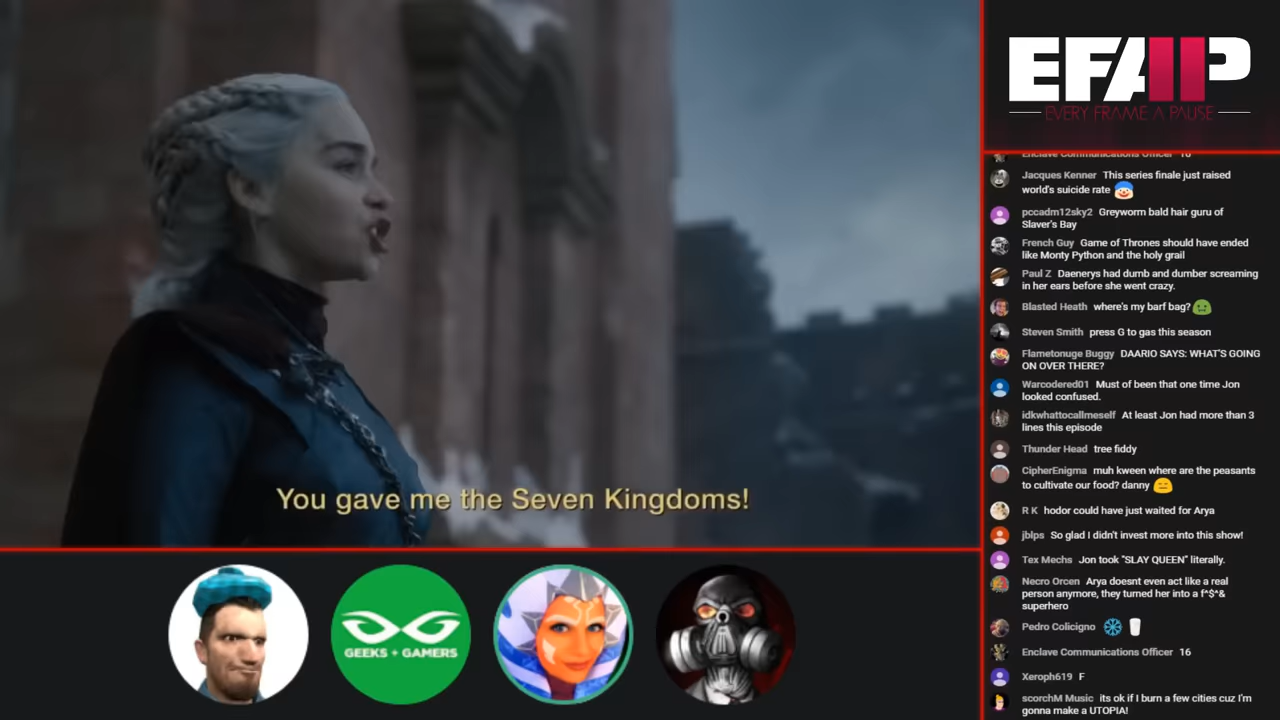 EFAP
EVERY FRAME A PAUSE
You gave me the Seven Kingdoms!
GEEKS + GAMERS
Enclave Communications Officer 16
Jacques Kenner This series finale just raised
world's suicide rate
pccadm12sky2 Greyworm bald hair guru of
Slaver's Bay
French Guy Game of Thrones should have ended
like Monty Python and the holy grail
Paul Z Daenerys had dumb and dumber screaming
in her ears before she went crazy.
Blasted Heath where's my barf bag?
Steven Smith press G to gas this season
Flametonuge Buggy DAARIO SAYS: WHAT'S GOING
ON OVER THERE?
Warcodered01 Must of been that one time Jon
looked confused.
idkwhattocallmeself At least Jon had more than 3
lines this episode
Thunder Head tree fiddy
CipherEnigma muh kween where are the peasants
to cultivate our food? danny
R K hodor could have just waited for Arya
jblps So glad I didn't invest more into this show!
Tex Mechs Jon took "SLAY QUEEN" literally.
Necro Orcen Arya doesnt even act like a real
person anymore, they turned her into a f^$^&
superhero
Pedro Colicigno
Enclave Communications Officer 16
Xeroph619 F
scorchM Music its ok if I burn a few cities cuz I'm
gonna make a UTOPIA!